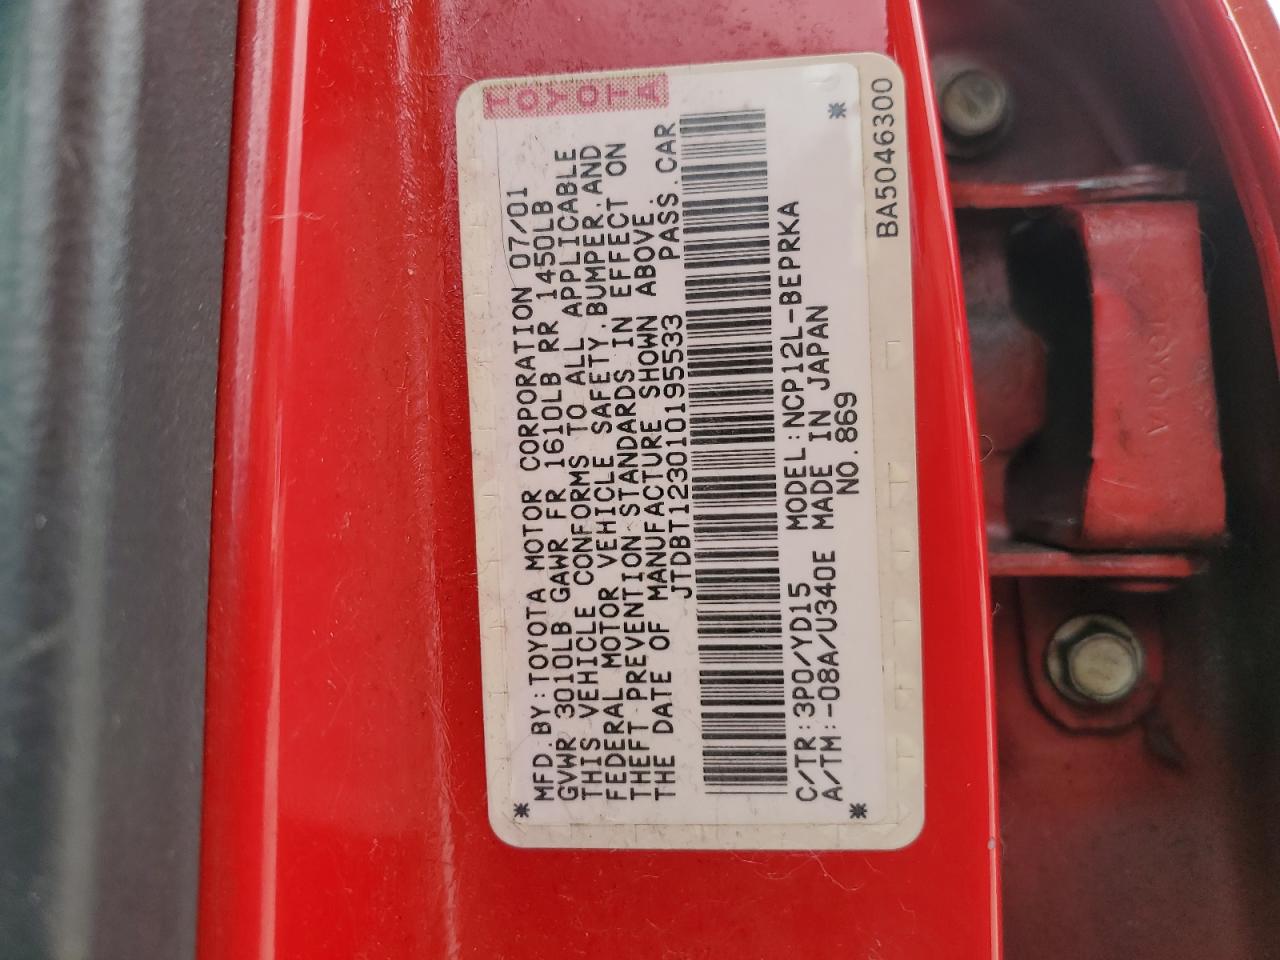 TOYOTA
MFD. BY: TOYOTA MOTOR CORPORATION 07/01
GVWR 3010LB GAWR FR 1610LB RR 1450LB
THIS VEHICLE CONFORMS TO ALL APPLICABLE
FEDERAL MOTOR VEHICLE SAFETY, BUMPER, AND
THEFT PREVENTION STANDARDS IN EFFECT ON
THE DATE OF MANUFACTURE SHOWN ABOVE.
JTDBT123010195533 PASS. CAR
C/TR: 3P0/YD15 MODEL: NCP12L-BEPRKA
A/TM: -08A/U340E MADE IN JAPAN
NO. 869
BA5046300
TOYOTA